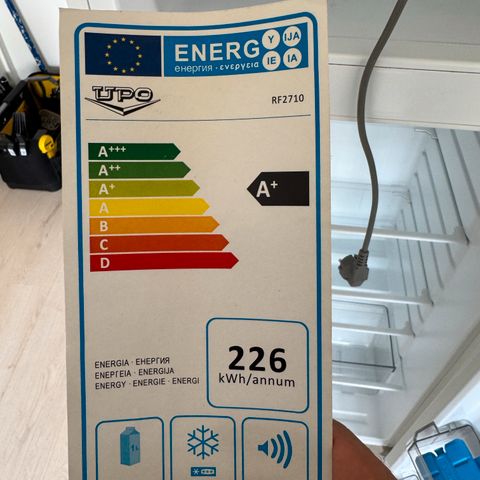 ENERG
Y IJA
IE IA
енергия · ενεργεια
UPO
RF2710
A+++
A++
A+
A
B
C
D
A+
ENERGIA · ЕНЕРГИЯ
ΕΝΕΡΓΕΙΑ · ENERGIJA
ENERGY · ENERGIE · ENERGI
226
kWh/annum